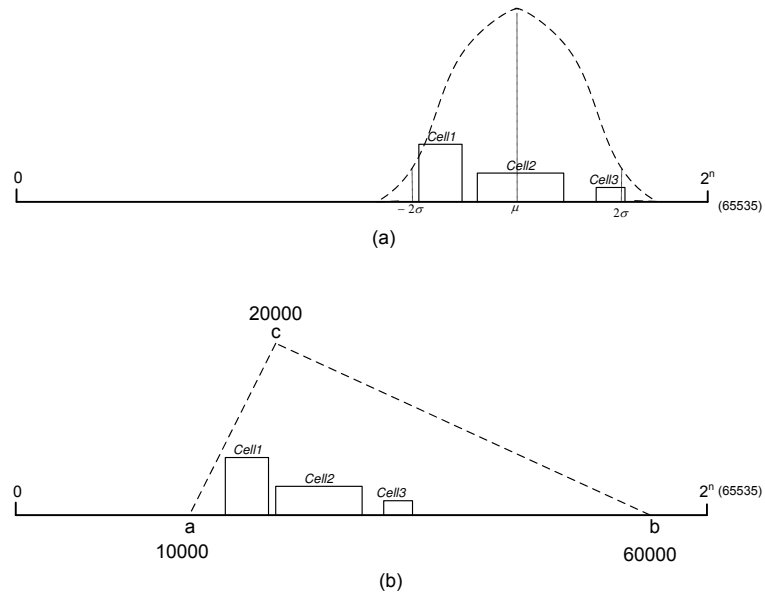 Cell1
Cell2
Cell3
0
2ⁿ
(65535)
− 2σ
μ
2σ
(a)
20000
c
Cell1
Cell2
Cell3
0
2ⁿ (65535)
a
b
10000
60000
(b)